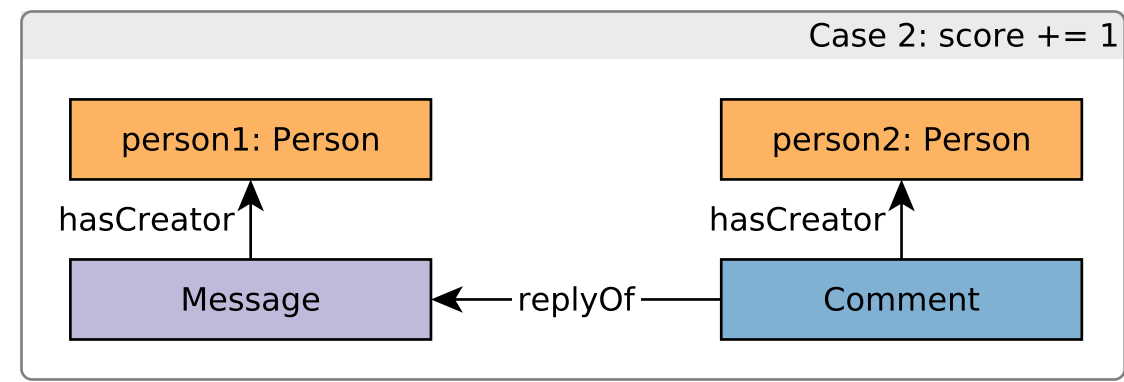 Case 2: score += 1
person1: Person
person2: Person
hasCreator
hasCreator
Message
replyOf
Comment